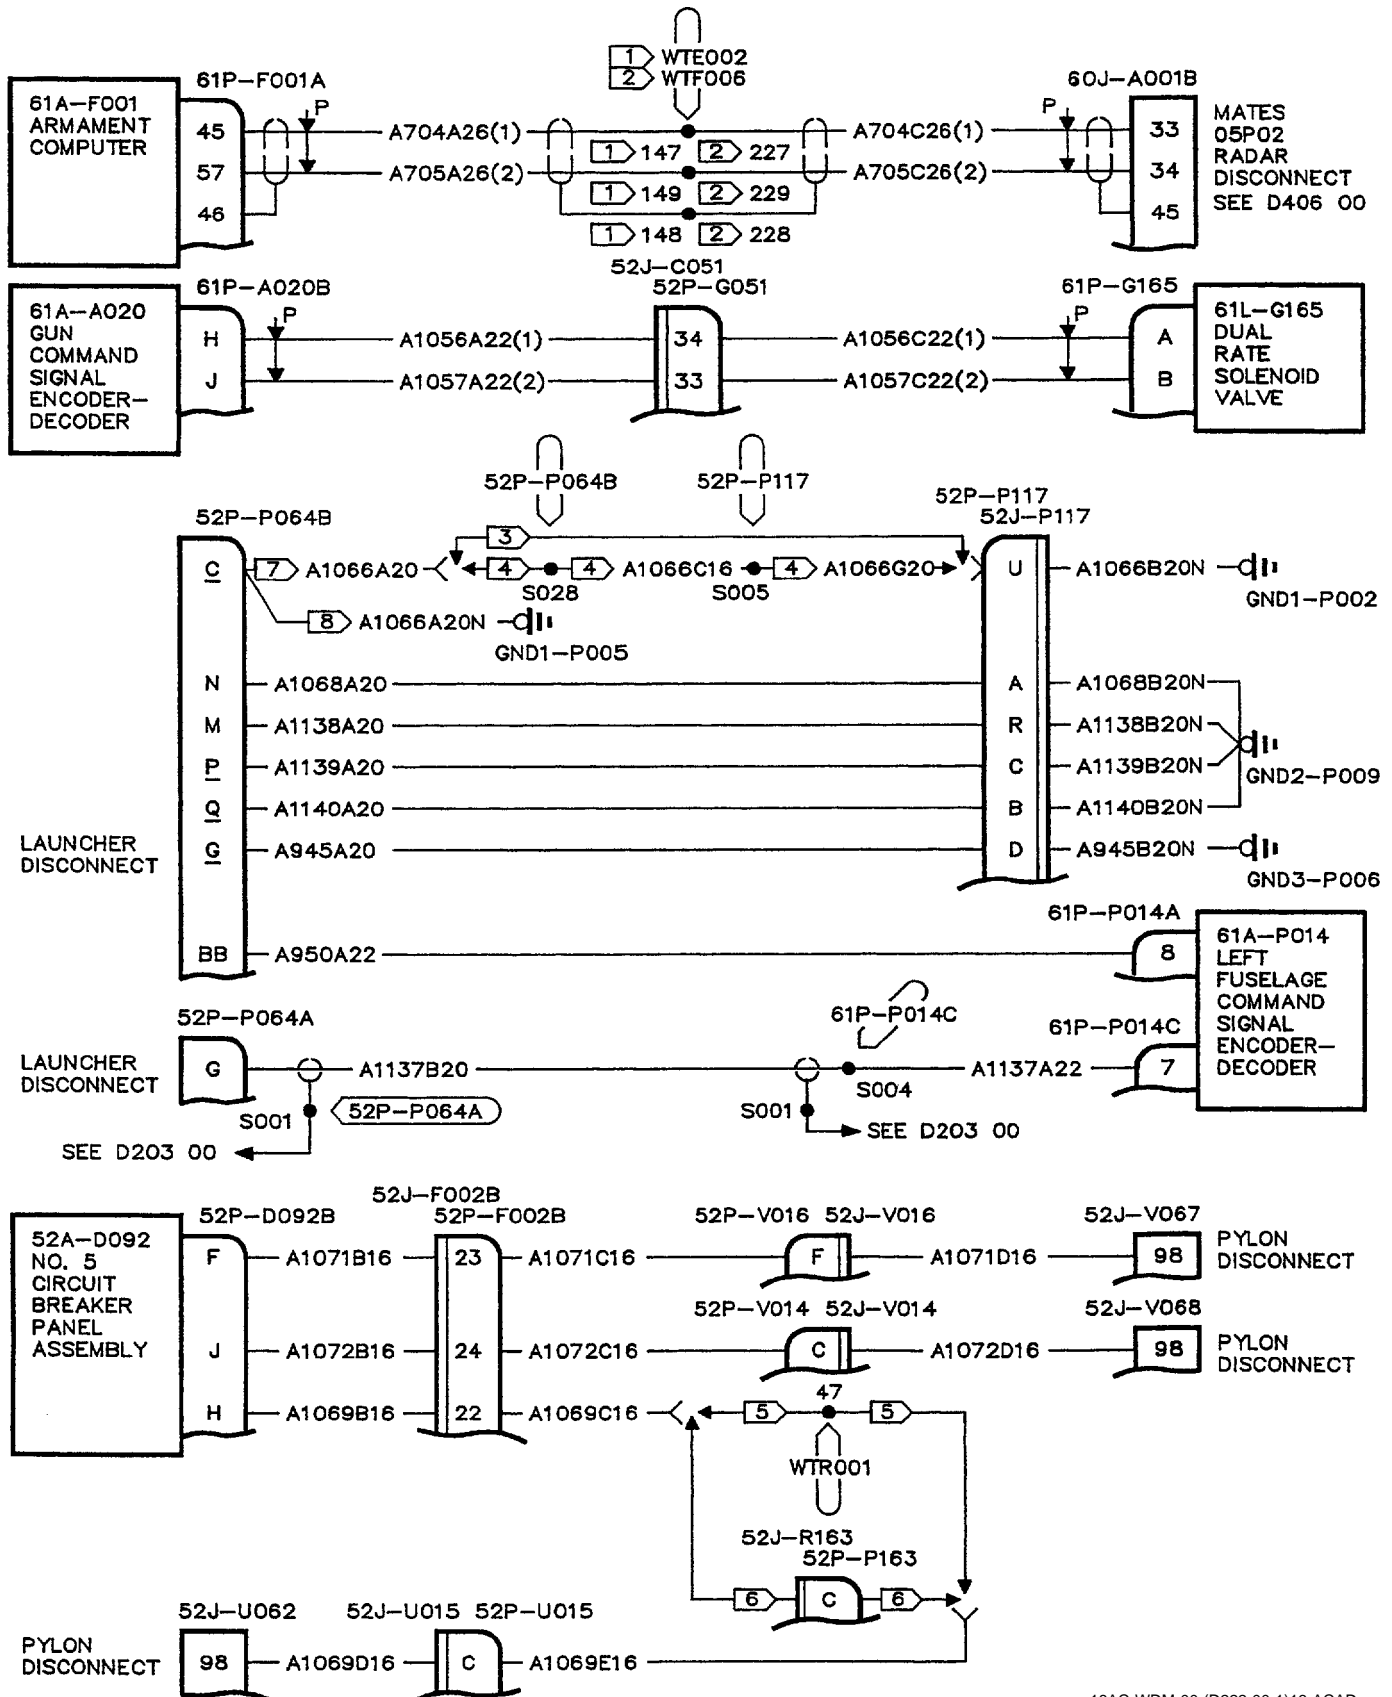 1 WTE002
2 WTF006
61P-F001A
60J-A001B
61A-F001
ARMAMENT
COMPUTER
45
57
46
P
A704A26(1)
A705A26(2)
1 147 2 227
1 149 2 229
1 148 2 228
A704C26(1)
A705C26(2)
P
33
34
45
MATES
05P02
RADAR
DISCONNECT
SEE D406 00
61P-A020B
52J-C051
52P-G051
61P-G165
61A-A020
GUN
COMMAND
SIGNAL
ENCODER-
DECODER
H
J
P
A1056A22(1)
A1057A22(2)
34
33
A1056C22(1)
A1057C22(2)
P
A
B
61L-G165
DUAL
RATE
SOLENOID
VALVE
52P-P064B
52P-P117
52P-P064B
52P-P117
52J-P117
3
C 7 A1066A20 4 4 A1066C16 4 A1066G20 U A1066B20N
S028
S005
GND1-P002
8 A1066A20N
GND1-P005
N A1068A20 A A1068B20N
M A1138A20 R A1138B20N
P A1139A20 C A1139B20N
GND2-P009
Q A1140A20 B A1140B20N
LAUNCHER
DISCONNECT
G A945A20 D A945B20N
GND3-P006
61P-P014A
BB A950A22 8
61A-P014
LEFT
FUSELAGE
COMMAND
SIGNAL
ENCODER-
DECODER
52P-P064A
61P-P014C
61P-P014C
LAUNCHER
DISCONNECT
G A1137B20 A1137A22 7
S004
S001 52P-P064A
S001
SEE D203 00
SEE D203 00
52J-F002B
52P-D092B 52P-F002B 52P-V016 52J-V016 52J-V067
52A-D092
NO. 5
CIRCUIT
BREAKER
PANEL
ASSEMBLY
F A1071B16 23 A1071C16 F A1071D16 98
PYLON
DISCONNECT
52P-V014 52J-V014 52J-V068
J A1072B16 24 A1072C16 C A1072D16 98
PYLON
DISCONNECT
47
H A1069B16 22 A1069C16 5 5
WTR001
52J-R163
52P-P163
6 C 6
52J-U062 52J-U015 52P-U015
PYLON
DISCONNECT
98 A1069D16 C A1069E16